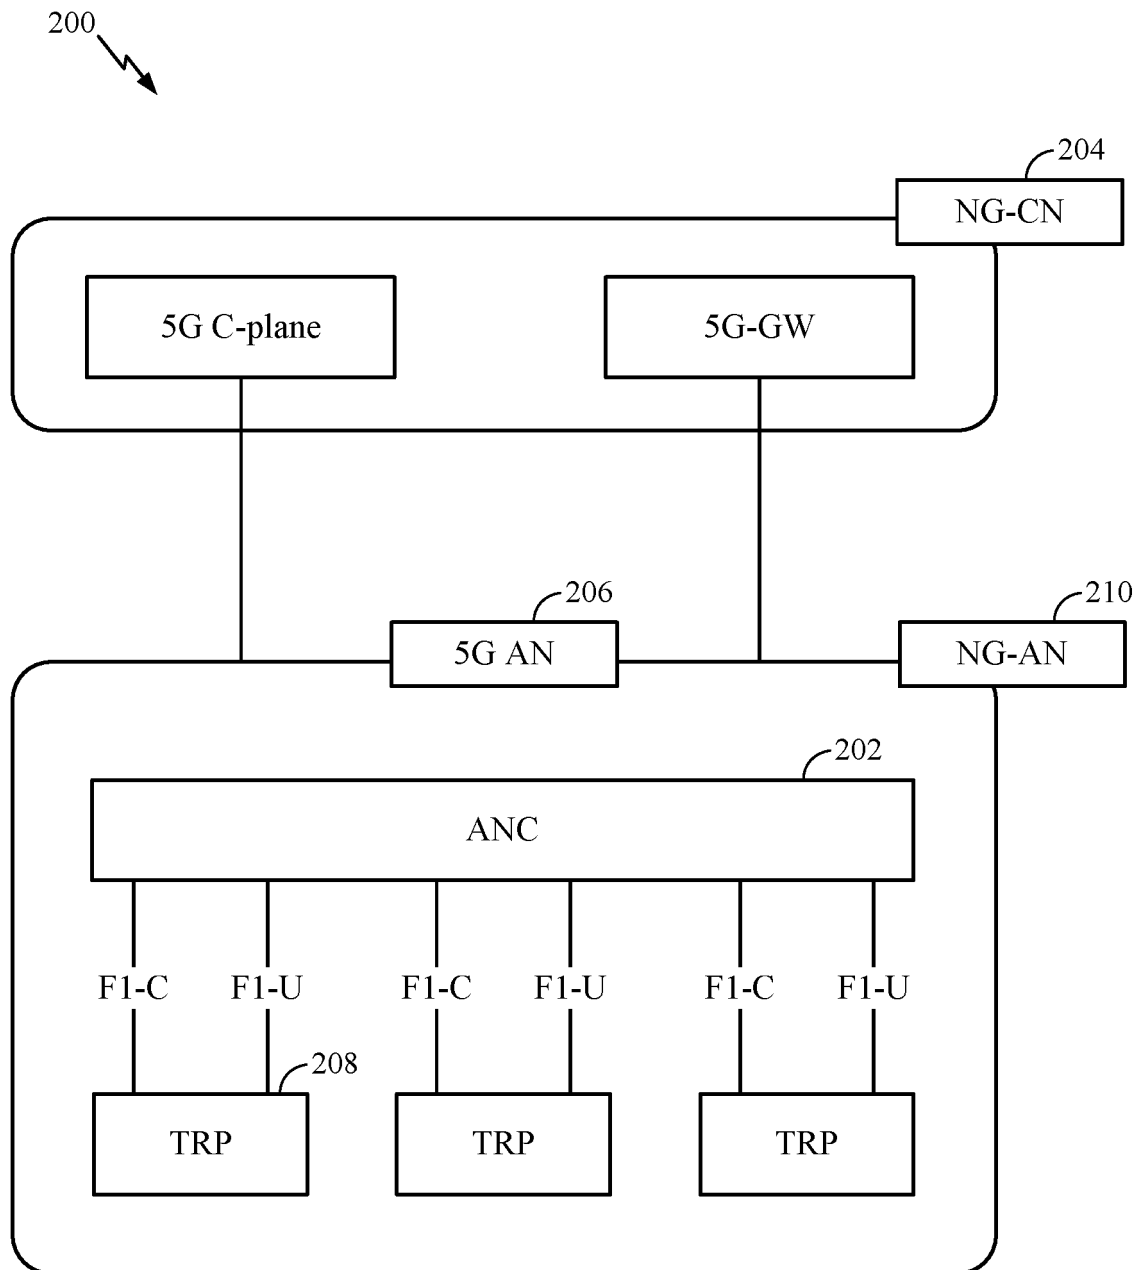 200
204
NG-CN
5G C-plane
5G-GW
206
210
5G AN
NG-AN
202
ANC
F1-C F1-U F1-C F1-U F1-C F1-U
208
TRP TRP TRP